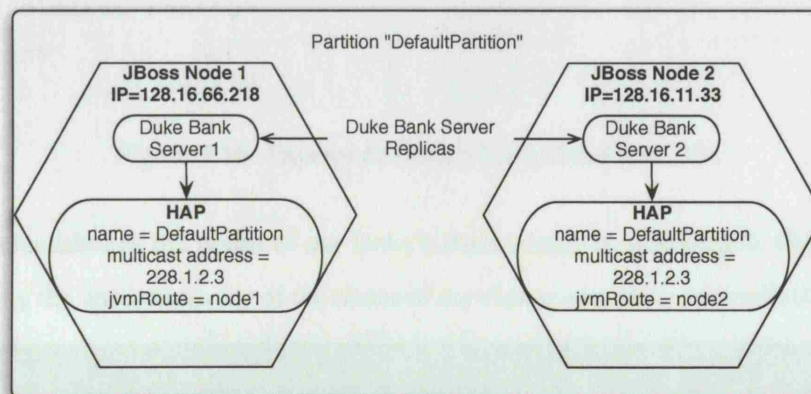 Partition "DefaultPartition"
JBoss Node 1
IP=128.16.66.218
Duke Bank
Server 1
HAP
name = DefaultPartition
multicast address =
228.1.2.3
jvmRoute = node1
Duke Bank Server
Replicas
JBoss Node 2
IP=128.16.11.33
Duke Bank
Server 2
HAP
name = DefaultPartition
multicast address =
228.1.2.3
jvmRoute = node2